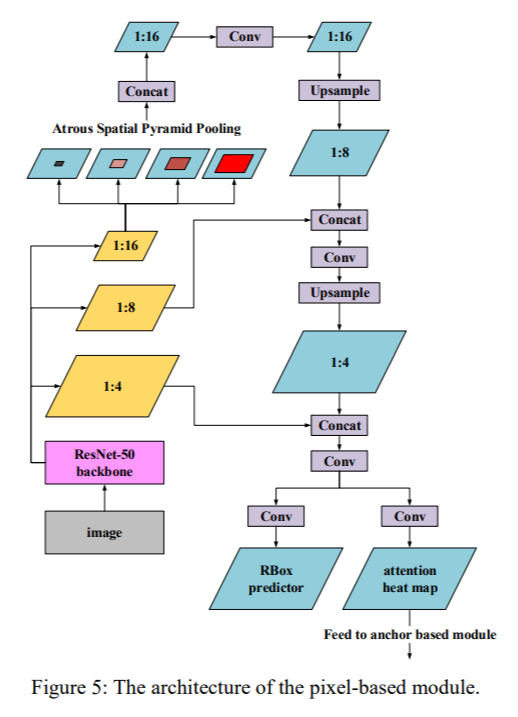 1:16
Conv
1:16
Concat
Upsample
Atrous Spatial Pyramid Pooling
1:8
1:16
Concat
Conv
1:8
Upsample
1:4
1:4
Concat
ResNet-50
backbone
Conv
image
Conv
Conv
RBox
predictor
attention
heat map
Feed to anchor based module
Figure 5: The architecture of the pixel-based module.